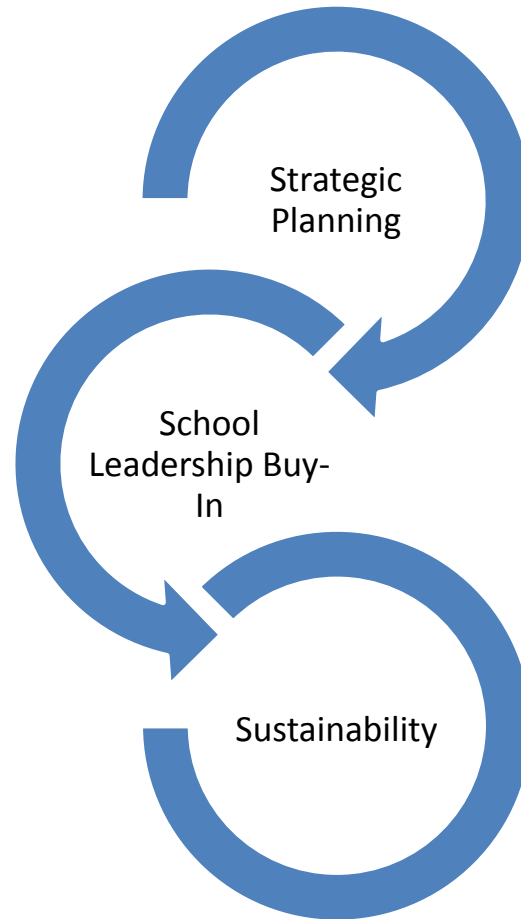 Strategic
Planning
School
Leadership Buy-
In
Sustainability